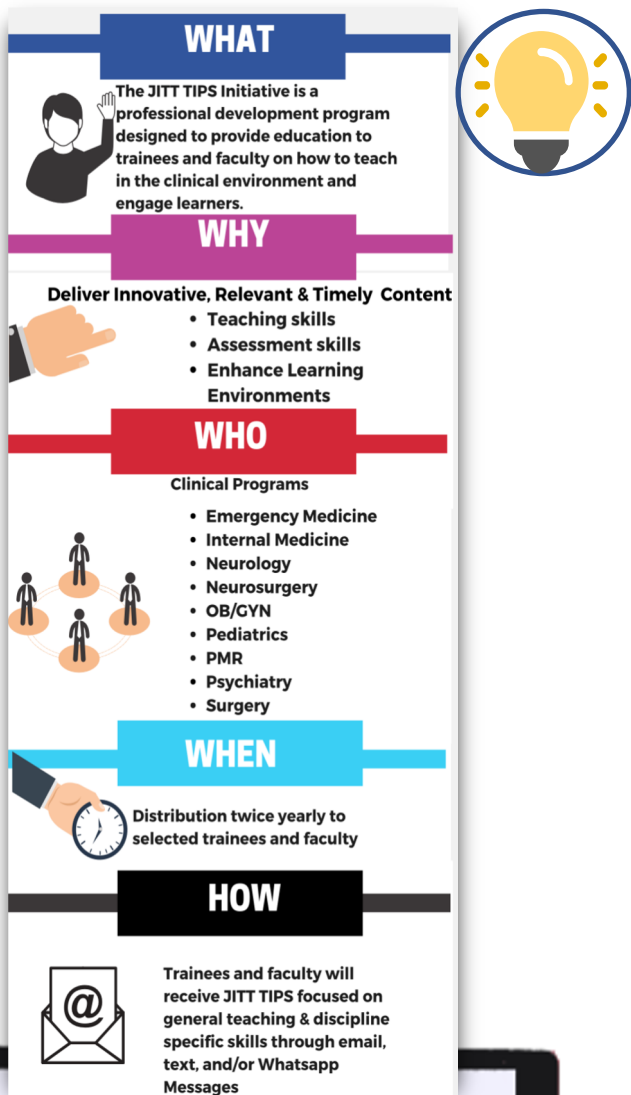 WHAT
The JITT TIPS Initiative is a
professional development program
designed to provide education to
trainees and faculty on how to teach
in the clinical environment and
engage learners.
WHY
Deliver Innovative, Relevant & Timely Content
• Teaching skills
• Assessment skills
• Enhance Learning
Environments
WHO
Clinical Programs
• Emergency Medicine
• Internal Medicine
• Neurology
• Neurosurgery
• OB/GYN
• Pediatrics
• PMR
• Psychiatry
• Surgery
WHEN
Distribution twice yearly to
selected trainees and faculty
HOW
@
Trainees and faculty will
receive JITT TIPS focused on
general teaching & discipline
specific skills through email,
text, and/or Whatsapp
Messages